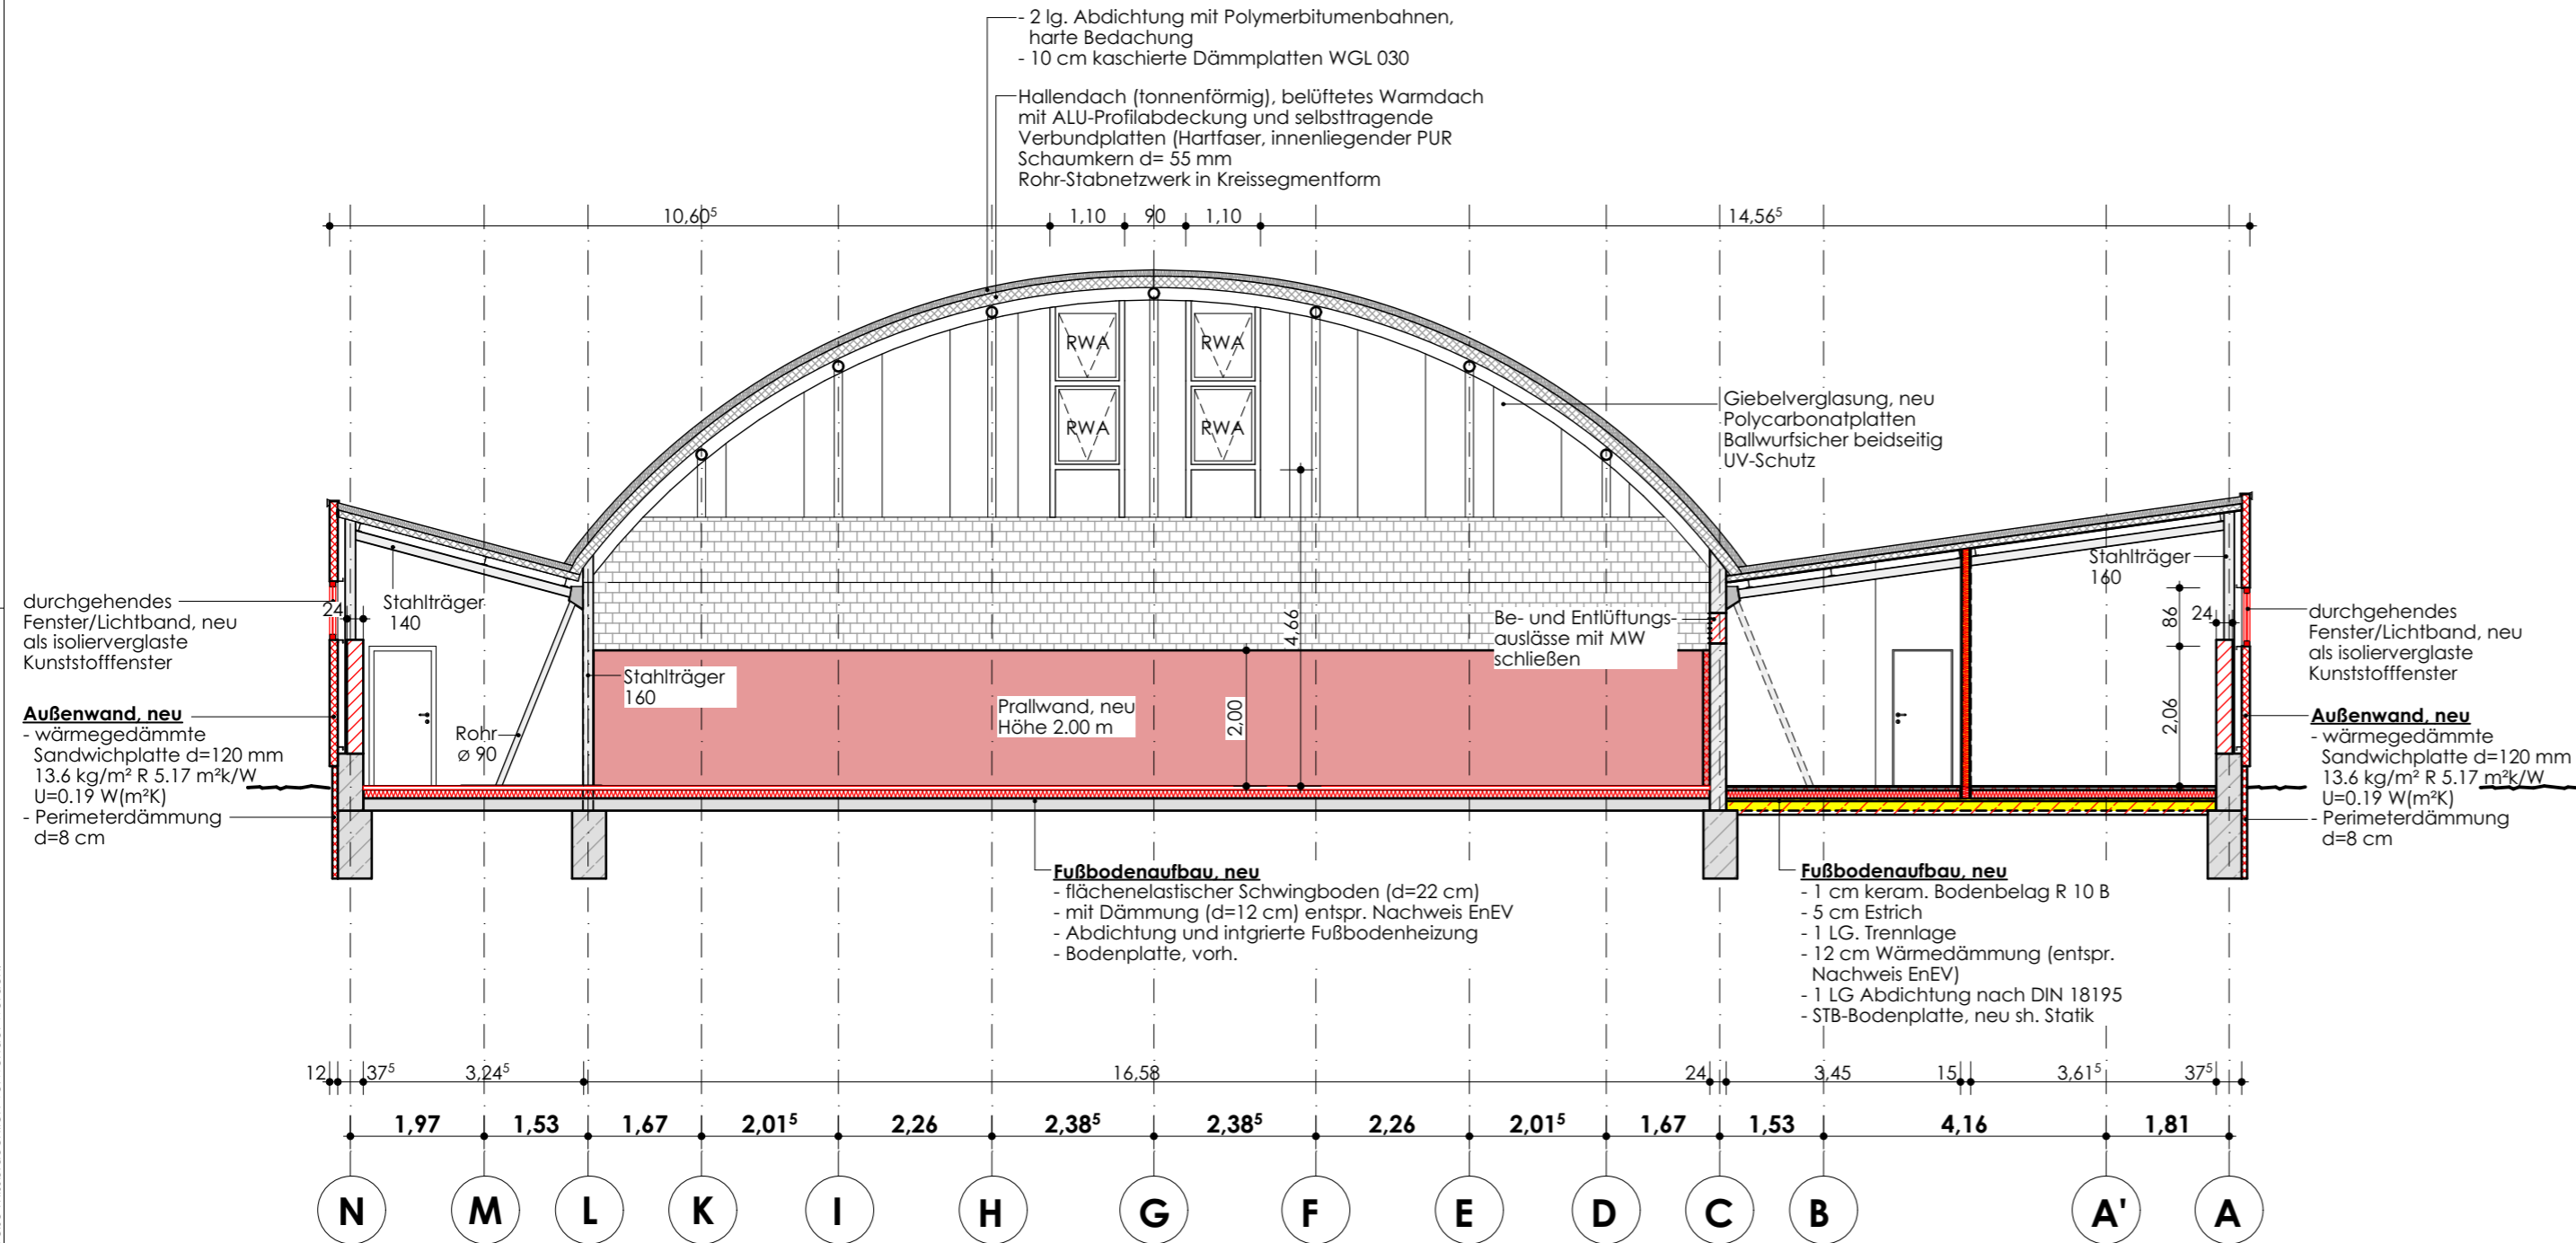 - 2 lg. Abdichtung mit Polymerbitumenbahnen,
harte Bedachung
- 10 cm kaschierte Dämmplatten WGL 030
Hallendach (tonnenförmig), belüftetes Warmdach
mit ALU-Profilabdeckung und selbsttragende
Verbundplatten (Hartfaser, innenliegender PUR
Schaumkern d= 55 mm
Rohr-Stabnetzwerk in Kreissegmentform
10,60⁵ 1,10 90 1,10 14,56⁵
RWA RWA
RWA RWA
Giebelverglasung, neu
Polycarbonatplatten
Ballwurfsicher beidseitig
UV-Schutz
durchgehendes
Fenster/Lichtband, neu
als isolierverglaste
Kunststofffenster
24
Stahlträger
140
Außenwand, neu
- wärmegedämmte
Sandwichplatte d=120 mm
13.6 kg/m² R 5.17 m²k/W
U=0.19 W(m²K)
- Perimeterdämmung
d=8 cm
Rohr
ø 90
Stahlträger
160
Prallwand, neu
Höhe 2.00 m
2,00
4,66
Be- und Entlüftungs-
auslässe mit MW
schließen
Stahlträger
160
86
24
2,06
durchgehendes
Fenster/Lichtband, neu
als isolierverglaste
Kunststofffenster
Außenwand, neu
- wärmegedämmte
Sandwichplatte d=120 mm
13.6 kg/m² R 5.17 m²k/W
U=0.19 W(m²K)
- Perimeterdämmung
d=8 cm
Fußbodenaufbau, neu
- flächenelastischer Schwingboden (d=22 cm)
- mit Dämmung (d=12 cm) entspr. Nachweis EnEV
- Abdichtung und intgrierte Fußbodenheizung
- Bodenplatte, vorh.
Fußbodenaufbau, neu
- 1 cm keram. Bodenbelag R 10 B
- 5 cm Estrich
- 1 LG. Trennlage
- 12 cm Wärmedämmung (entspr.
Nachweis EnEV)
- 1 LG Abdichtung nach DIN 18195
- STB-Bodenplatte, neu sh. Statik
12 37⁵ 3,24⁵ 16,58 24 3,45 15 3,61⁵ 37⁵
1,97 1,53 1,67 2,01⁵ 2,26 2,38⁵ 2,38⁵ 2,26 2,01⁵ 1,67 1,53 4,16 1,81
N M L K I H G F E D C B A' A